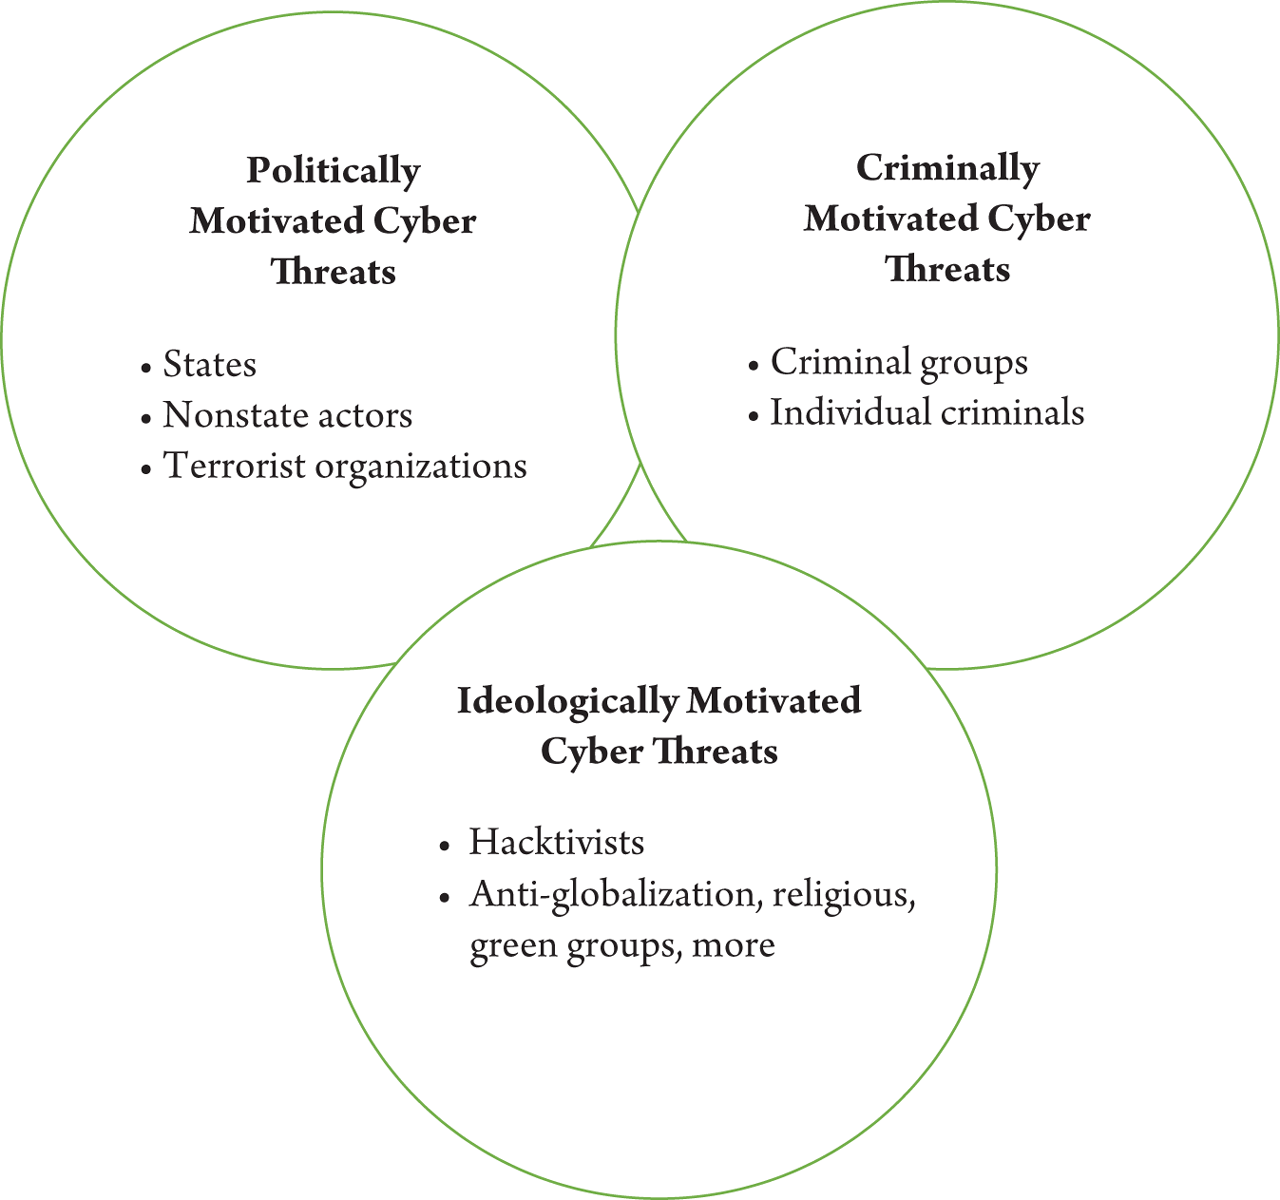 Politically
Motivated Cyber
Threats
• States
• Nonstate actors
• Terrorist organizations
Criminally
Motivated Cyber
Threats
• Criminal groups
• Individual criminals
Ideologically Motivated
Cyber Threats
• Hacktivists
• Anti-globalization, religious,
green groups, more